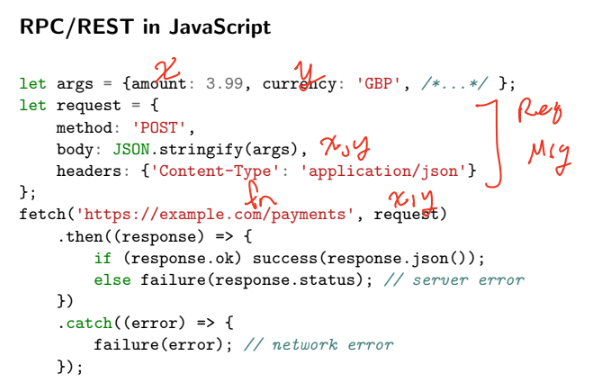 RPC/REST in JavaScript
x y
let args = {amount: 3.99, currency: 'GBP', /*...*/ };
let request = { Req
method: 'POST',
body: JSON.stringify(args), x,y Msg
headers: {'Content-Type': 'application/json'}
}; fn x,y
fetch('https://example.com/payments', request)
.then((response) => {
if (response.ok) success(response.json());
else failure(response.status); // server error
})
.catch((error) => {
failure(error); // network error
});